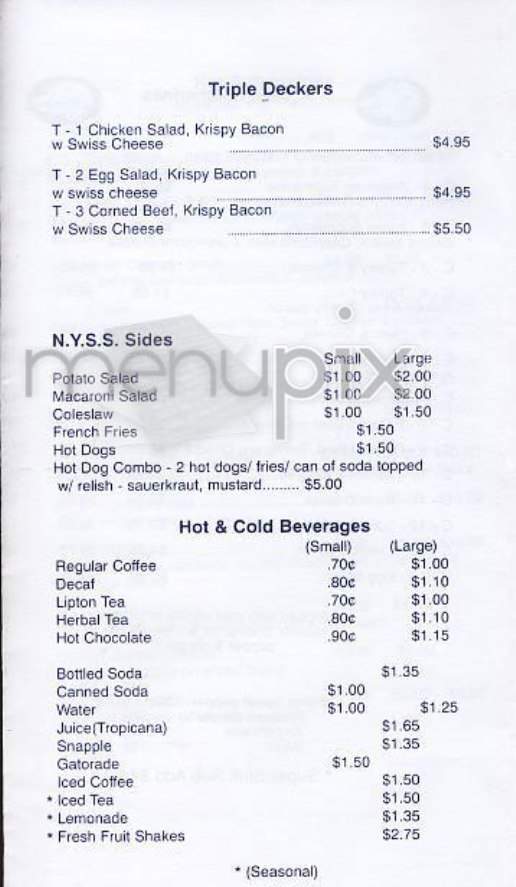 Triple Deckers
T - 1 Chicken Salad, Krispy Bacon
w Swiss Cheese ........ $4.95
T - 2 Egg Salad, Krispy Bacon
w swiss cheese ........ $4.95
T - 3 Corned Beef, Krispy Bacon
w Swiss Cheese ........ $5.50
menupix
N.Y.S.S. Sides
Small Large
Potato Salad $1.00 $2.00
Macaroni Salad $1.00 $2.00
Coleslaw $1.00 $1.50
French Fries $1.50
Hot Dogs $1.50
Hot Dog Combo - 2 hot dogs/ fries/ can of soda topped
w/ relish - sauerkraut, mustard......... $5.00
Hot & Cold Beverages
(Small) (Large)
Regular Coffee .70¢ $1.00
Decaf .80¢ $1.10
Lipton Tea .70¢ $1.00
Herbal Tea .80¢ $1.10
Hot Chocolate .90¢ $1.15
Bottled Soda $1.35
Canned Soda $1.00
Water $1.00 $1.25
Juice(Tropicana) $1.65
Snapple $1.35
Gatorade $1.50
Iced Coffee $1.50
* Iced Tea $1.50
* Lemonade $1.35
* Fresh Fruit Shakes $2.75
* (Seasonal)